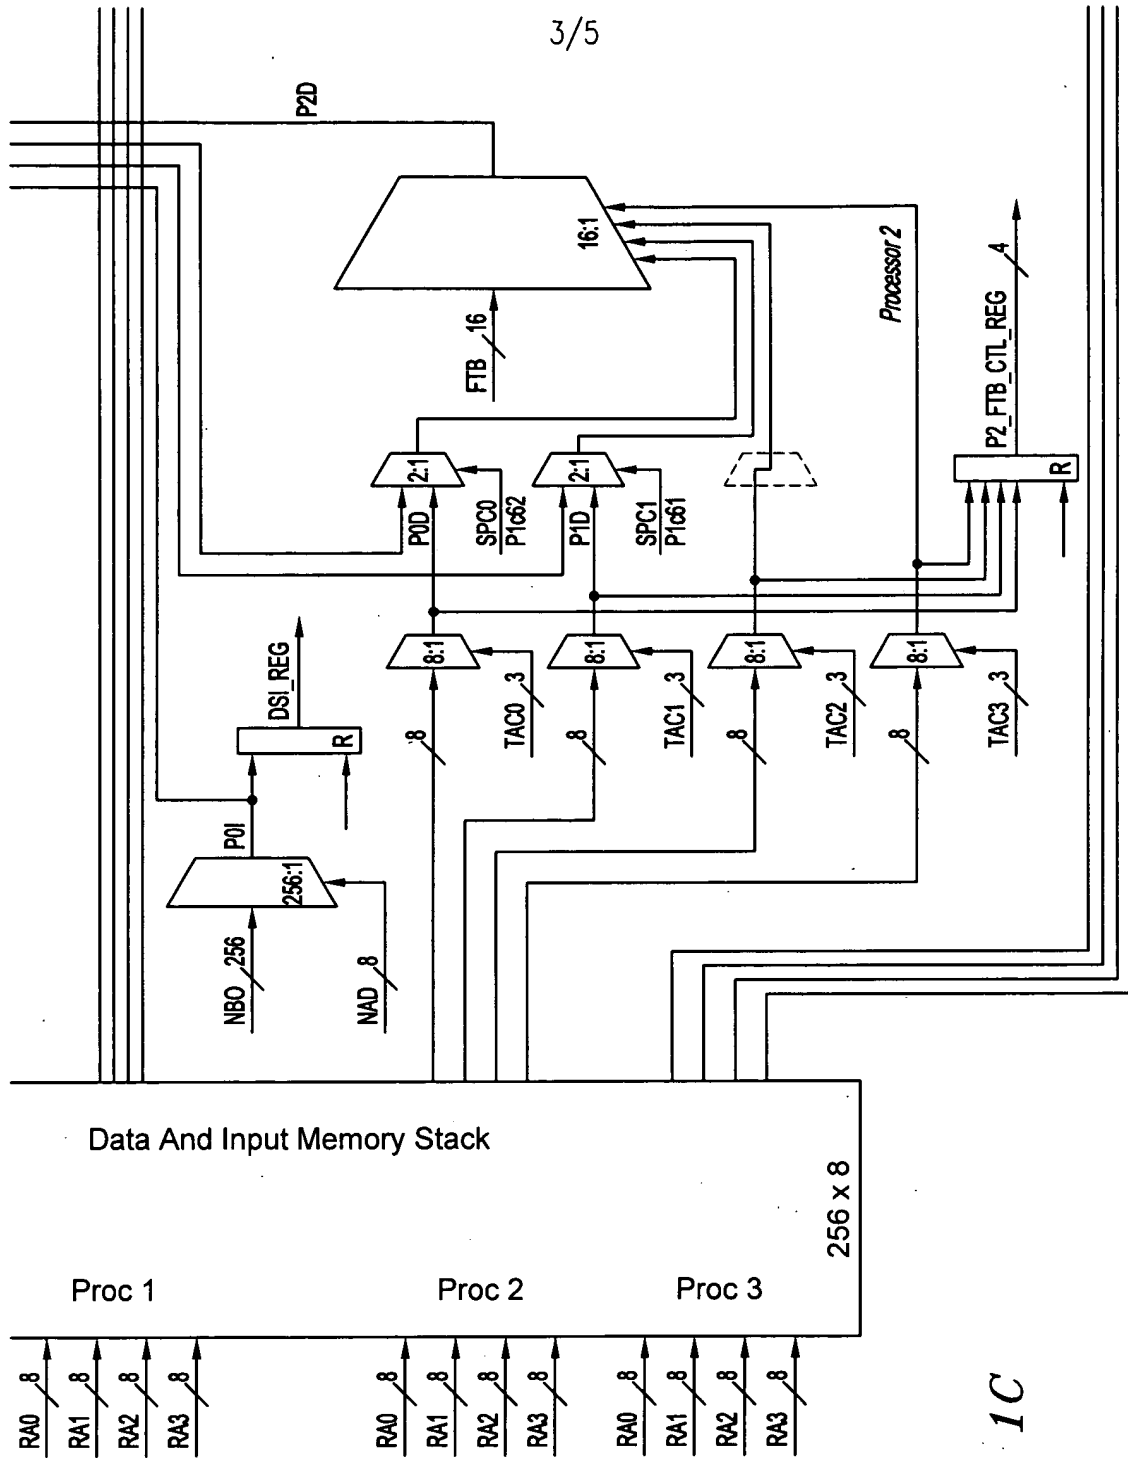 3/5
P2D
16:1
FTB 16
Processor 2
P2_FTB_CTL_REG
4
R
2:1
P0D
SPC0
P1c62
2:1
P1D
SPC1
P1c61
DSI_REG
R
P0I
256:1
NBO 256
NAD 8
8:1
8
TAC0 3
8:1
8
TAC1 3
8:1
8
TAC2 3
8:1
8
TAC3 3
Data And Input Memory Stack
256 x 8
Proc 1
Proc 2
Proc 3
RA0 8
RA1 8
RA2 8
RA3 8
RA0 8
RA1 8
RA2 8
RA3 8
RA0 8
RA1 8
RA2 8
RA3 8
1C